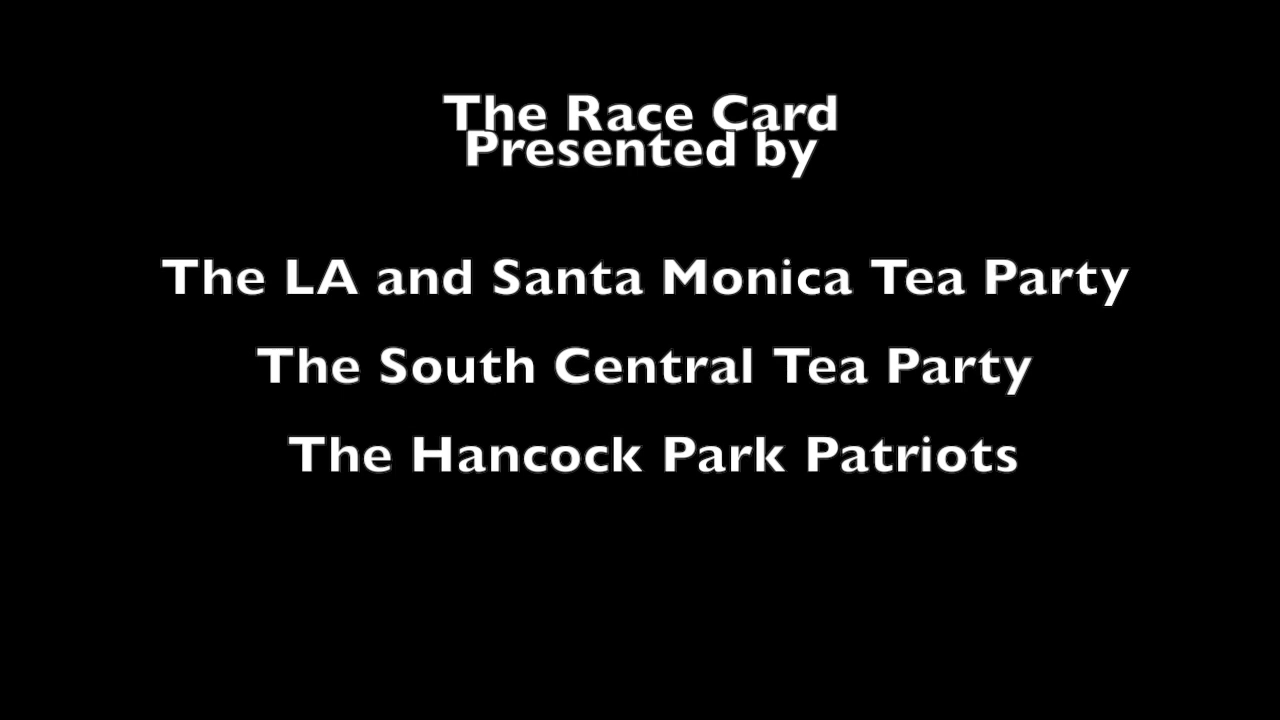 The Race Card
Presented by
The LA and Santa Monica Tea Party
The South Central Tea Party
The Hancock Park Patriots